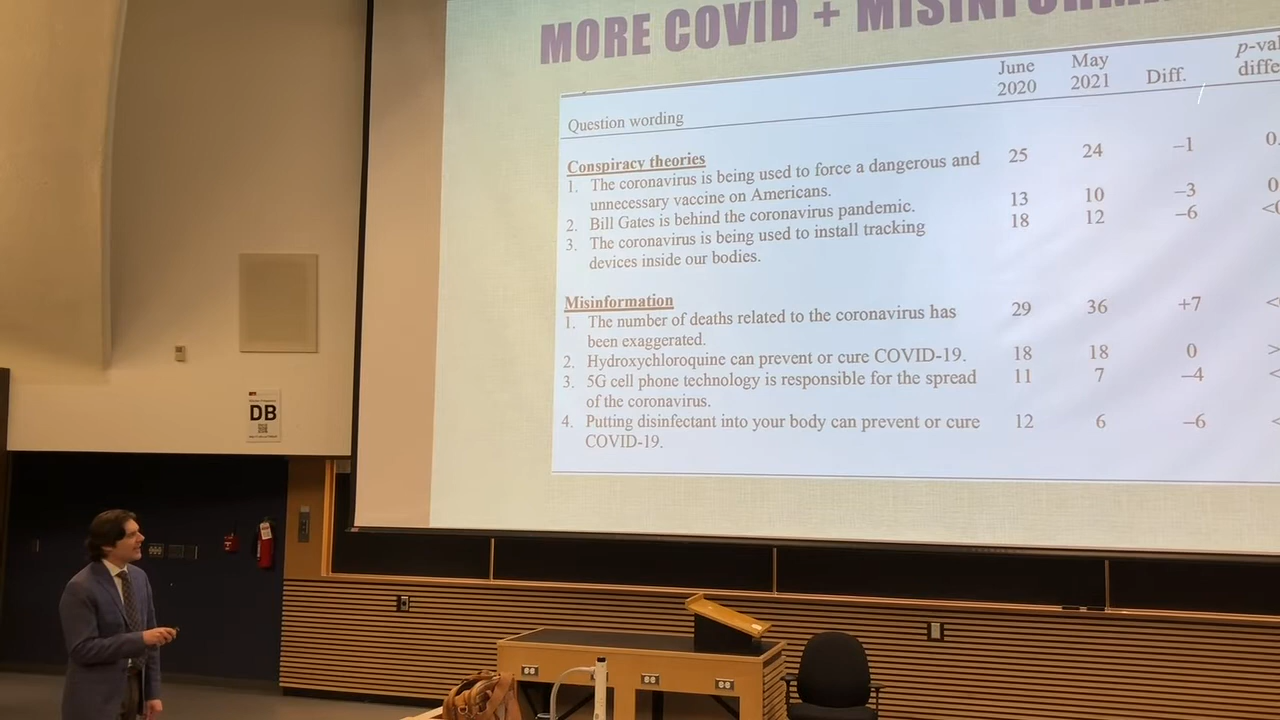 MORE COVID + MISINFORMA
June 2020 May 2021 Diff. p-val diffe
Question wording
Conspiracy theories
1. The coronavirus is being used to force a dangerous and 25 24 –1 0.
unnecessary vaccine on Americans.
2. Bill Gates is behind the coronavirus pandemic. 13 10 –3 0
3. The coronavirus is being used to install tracking 18 12 –6 <0
devices inside our bodies.
Misinformation
1. The number of deaths related to the coronavirus has 29 36 +7 <
been exaggerated.
2. Hydroxychloroquine can prevent or cure COVID-19. 18 18 0 >
3. 5G cell phone technology is responsible for the spread 11 7 –4 <
of the coronavirus.
4. Putting disinfectant into your body can prevent or cure 12 6 –6 <
COVID-19.
DB